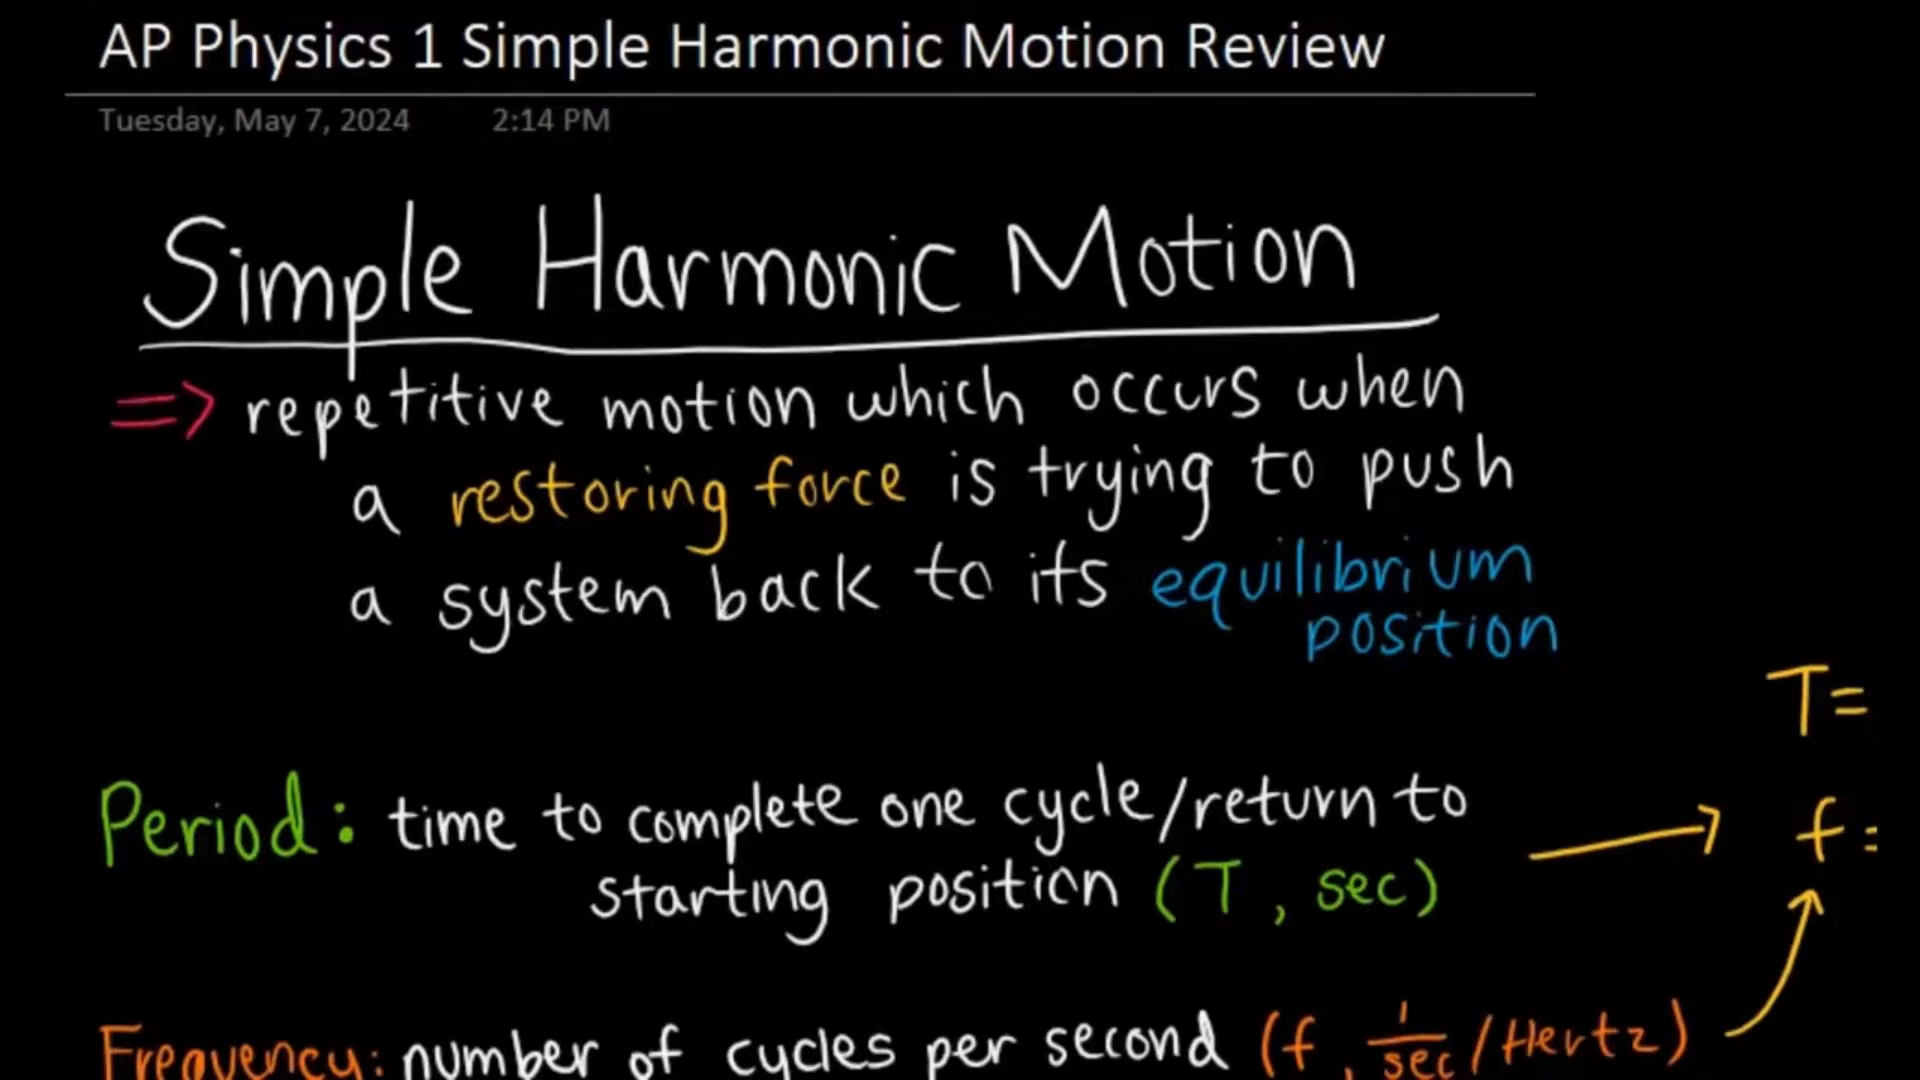 AP Physics 1 Simple Harmonic Motion Review
Tuesday, May 7, 2024 2:14 PM
Simple Harmonic Motion
⇒ repetitive motion which occurs when
a restoring force is trying to push
a system back to its equilibrium
position
T=
Period: time to complete one cycle/return to
f=
starting position (T, sec)
Frequency: number of cycles per second (f, 1/sec / Hertz)